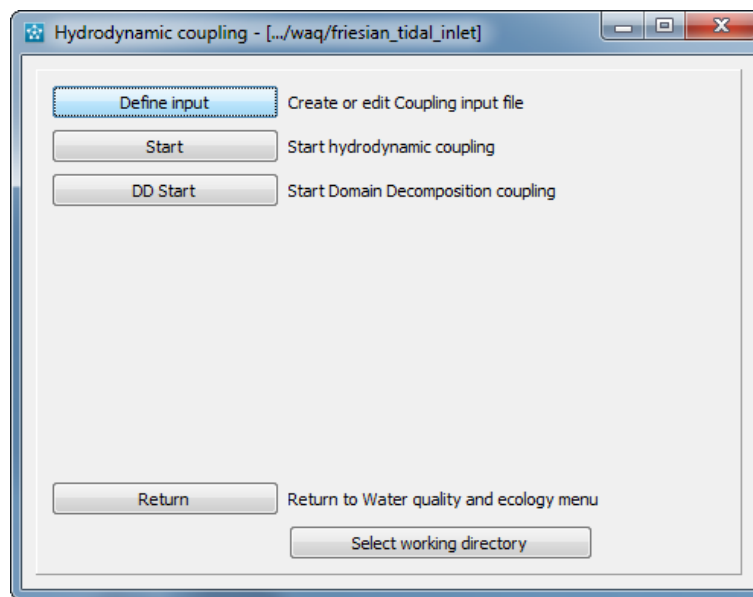 Hydrodynamic coupling - [.../waq/friesian_tidal_inlet]
Define input Create or edit Coupling input file
Start Start hydrodynamic coupling
DD Start Start Domain Decomposition coupling
Return Return to Water quality and ecology menu
Select working directory